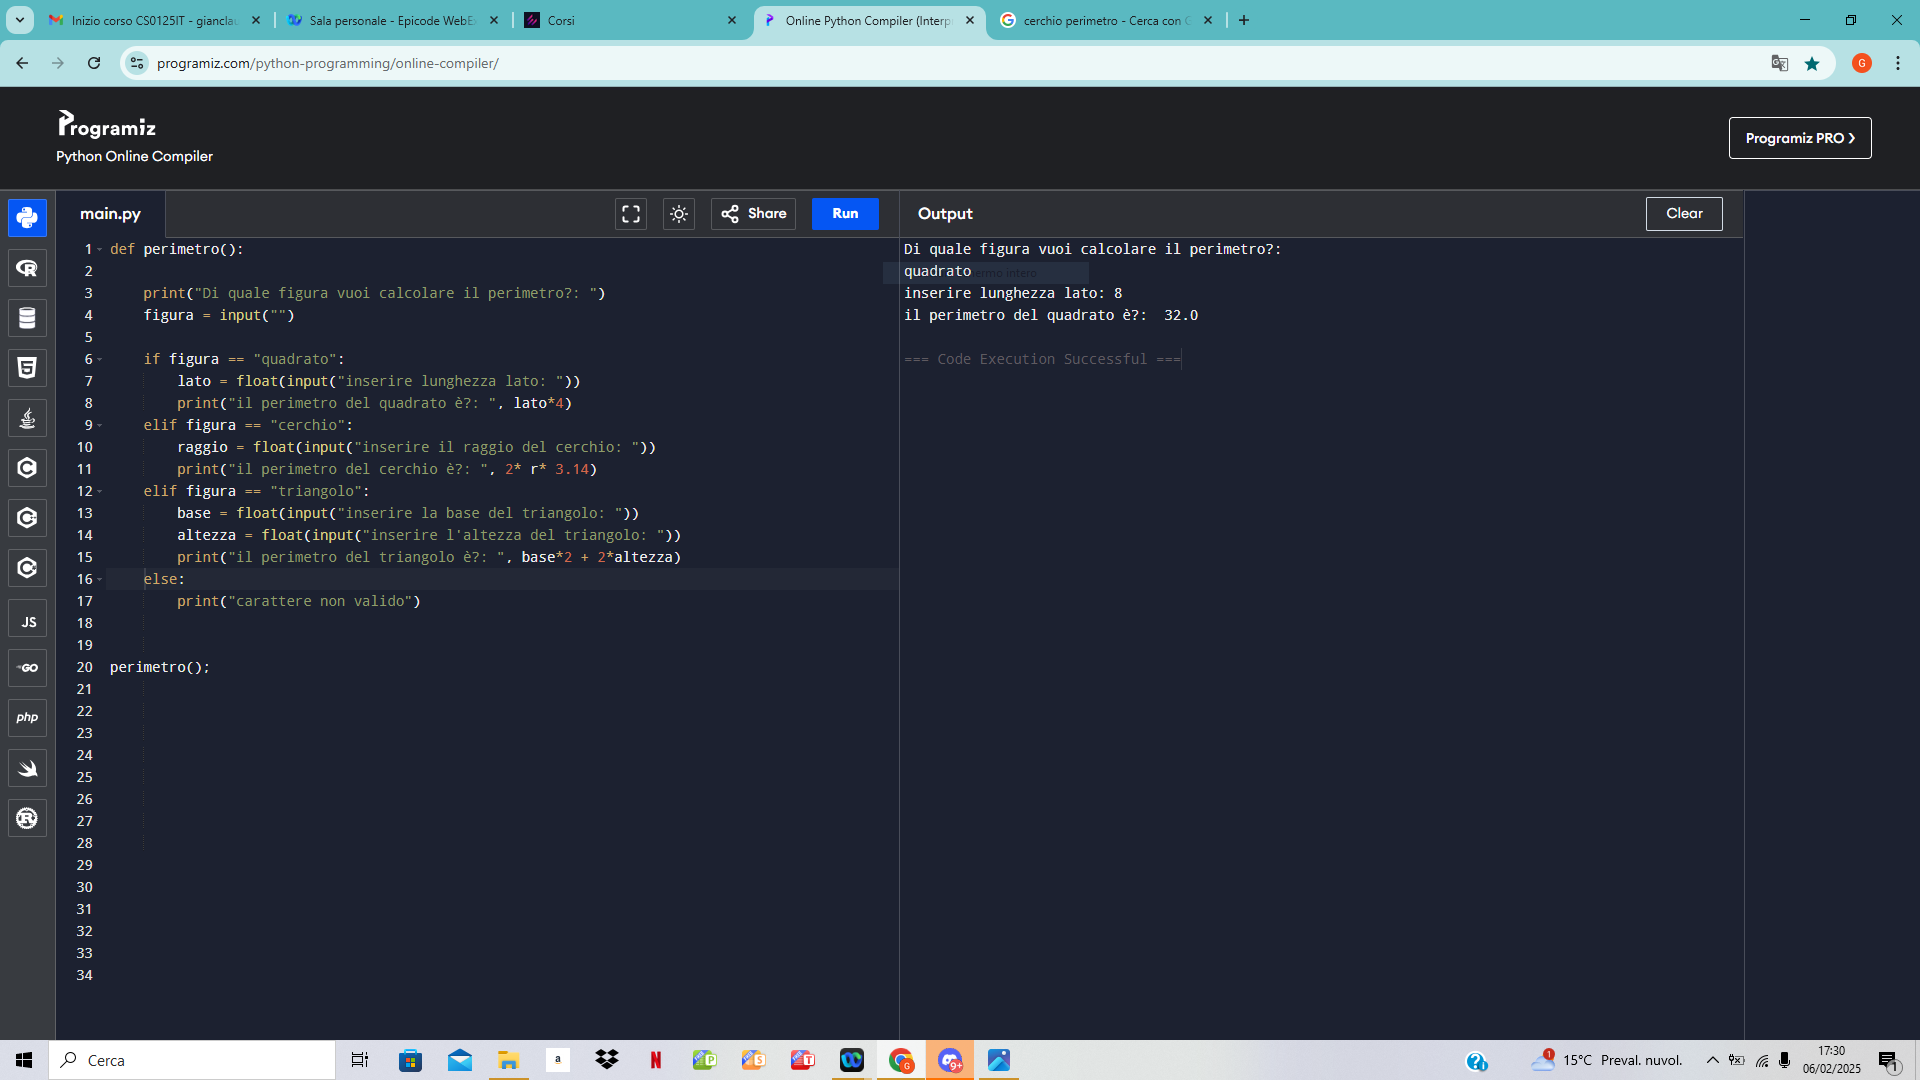 Inizio corso CS0125IT - gianclau
Sala personale - Epicode WebEx
Corsi
Online Python Compiler (Interp
cerchio perimetro - Cerca con G
programiz.com/python-programming/online-compiler/
G
Programiz
Python Online Compiler
Programiz PRO
main.py
Share
Run
Output
Clear
1 def perimetro():
2
3 print("Di quale figura vuoi calcolare il perimetro?: ")
4 figura = input("")
5
6 if figura == "quadrato":
7 lato = float(input("inserire lunghezza lato: "))
8 print("il perimetro del quadrato è?: ", lato*4)
9 elif figura == "cerchio":
10 raggio = float(input("inserire il raggio del cerchio: "))
11 print("il perimetro del cerchio è?: ", 2* r* 3.14)
12 elif figura == "triangolo":
13 base = float(input("inserire la base del triangolo: "))
14 altezza = float(input("inserire l'altezza del triangolo: "))
15 print("il perimetro del triangolo è?: ", base*2 + 2*altezza)
16 else:
17 print("carattere non valido")
18
19
20 perimetro();
21
22
23
24
25
26
27
28
29
30
31
32
33
34
Di quale figura vuoi calcolare il perimetro?:
quadrato
inserire lunghezza lato: 8
il perimetro del quadrato è?:  32.0
=== Code Execution Successful ===
JS
GO
php
Cerca
15°C Preval. nuvol.
17:30
06/02/2025